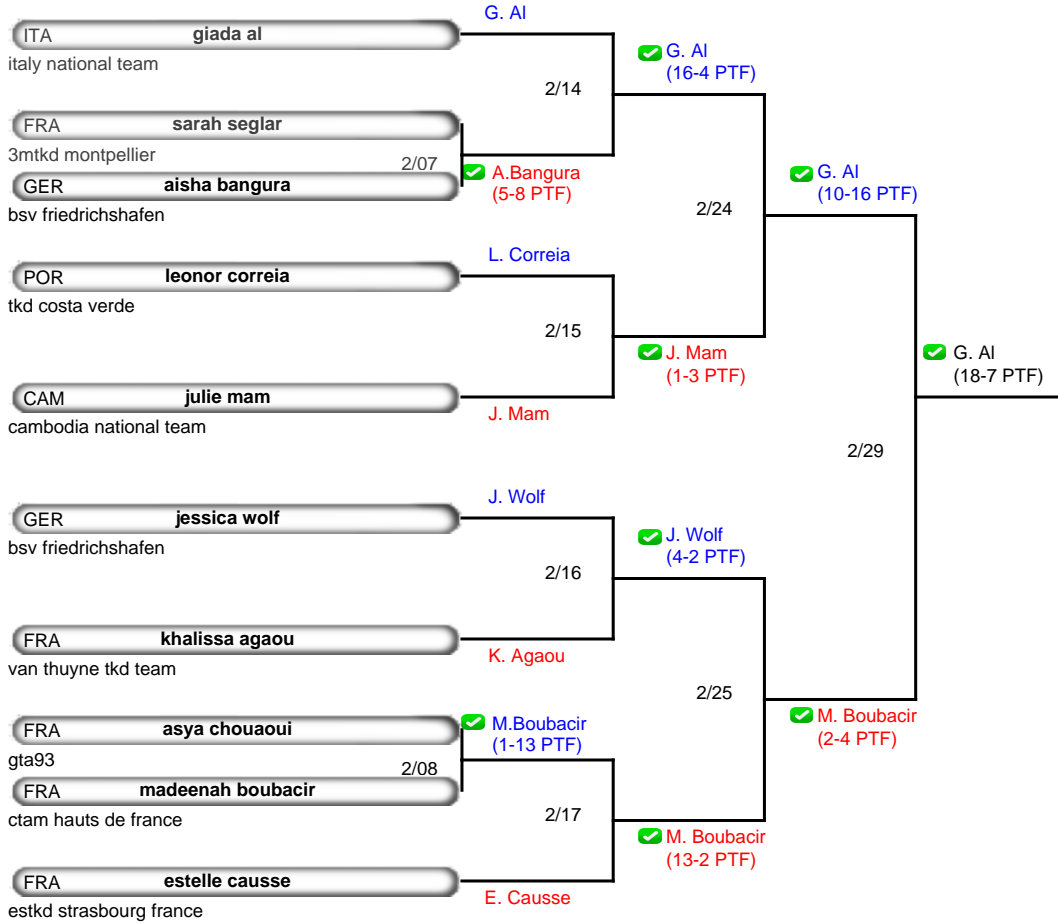 G. Al
ITA giada al
italy national team
G. Al
(16-4 PTF)
2/14
FRA sarah seglar
3mtkd montpellier
2/07
A.Bangura
(5-8 PTF)
GER aisha bangura
bsv friedrichshafen
G. Al
(10-16 PTF)
2/24
L. Correia
POR leonor correia
tkd costa verde
2/15
J. Mam
(1-3 PTF)
G. Al
(18-7 PTF)
CAM julie mam
J. Mam
cambodia national team
2/29
J. Wolf
GER jessica wolf
bsv friedrichshafen
J. Wolf
(4-2 PTF)
2/16
FRA khalissa agaou
K. Agaou
van thuyne tkd team
2/25
FRA asya chouaoui
gta93
M.Boubacir
(1-13 PTF)
M. Boubacir
(2-4 PTF)
2/08
FRA madeenah boubacir
ctam hauts de france
2/17
M. Boubacir
(13-2 PTF)
FRA estelle causse
E. Causse
estkd strasbourg france